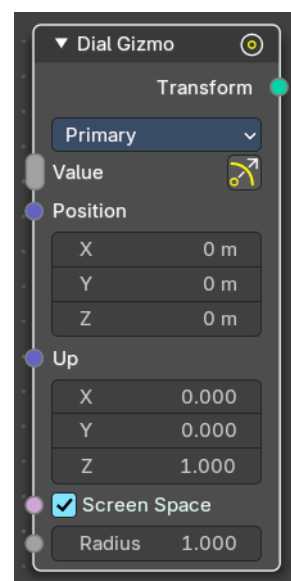 Dial Gizmo
Transform
Primary
Value
Position
X 0 m
Y 0 m
Z 0 m
Up
X 0.000
Y 0.000
Z 1.000
Screen Space
Radius 1.000